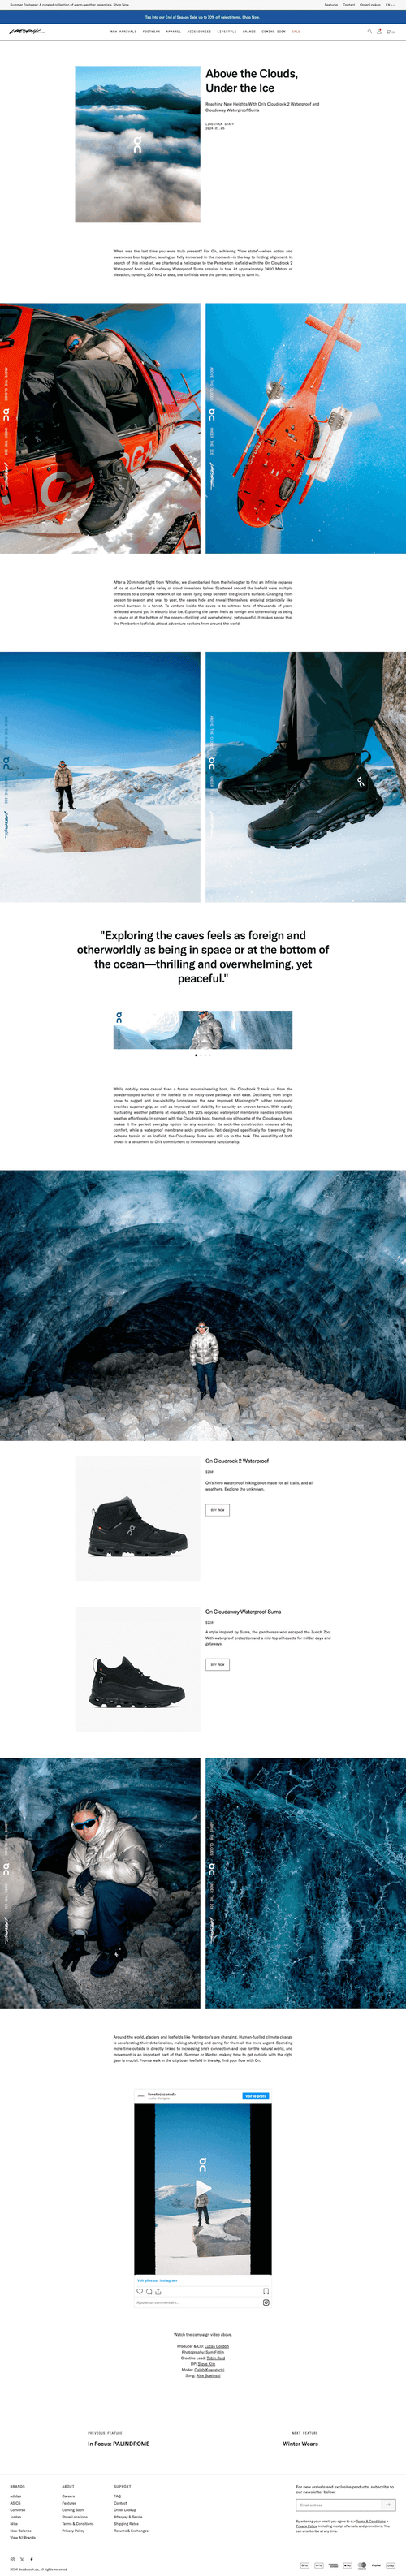 Summer Footwear: A curated collection of warm-weather essentials. Shop Now.
Features Contact Order Lookup EN
Tap into our End of Season Sale, up to 70% off select items. Shop Now.
LIVESTOCK
NEW ARRIVALS FOOTWEAR APPAREL ACCESSORIES LIFESTYLE BRANDS COMING SOON SALE
Above the Clouds,
Under the Ice
Reaching New Heights With On's Cloudrock 2 Waterproof and
Cloudaway Waterproof Suma
LIVESTOCK STAFF
When was the last time you were truly present? For On, achieving "flow state"—when action and
awareness blur together, leaving us fully immersed in the moment—is the key to finding alignment. In
search of this mindset, we chartered a helicopter to the Pemberton Icefield with the On Cloudrock 2
Waterproof boot and Cloudaway Waterproof Suma sneaker in tow. At approximately 2400 Meters of
elevation, covering 300 km2 of area, the icefields were the perfect setting to tune in.
ABOVE THE CLOUDS
UNDER THE ICE
After a 20 minute flight from Whistler, we disembarked from the helicopter to find an infinite expanse
of ice at our feet and a valley of cloud inversions below. Scattered around the icefield were multiple
entrances to a complex network of ice caves lying deep beneath the glacier's surface. Changing from
season to season and year to year, the caves hide and reveal themselves, evolving organically like
animal burrows in a forest. To venture inside the caves is to witness lens of thousands of years
reflected around you in electric blue ice. Exploring the caves feels as foreign and otherworldly as being
in space or at the bottom of the ocean—thrilling and overwhelming, yet peaceful. It makes sense that
the Pemberton Icefields attract adventure seekers from around the world.
"Exploring the caves feels as foreign and
otherworldly as being in space or at the bottom of
the ocean—thrilling and overwhelming, yet
peaceful."
While notably more casual than a formal mountaineering boot, the Cloudrock 2 took us from the
powder-topped surface of the icefield to the rocky cave pathways with ease. Oscillating from bright
snow to rugged and low-visibility landscapes, the new improved Missiongrip™ rubber compound
provides superior grip, as well as improved heel stability for security on uneven terrain. With rapidly
fluctuating weather patterns at elevation, the 20% recycled waterproof membrane handles inclement
weather effortlessly. In concert with the Cloudrock boot, the mid-top silhouette of the Cloudaway Suma
makes it the perfect everyday option for any excursion. Its sock-like construction ensures all-day
comfort, while a waterproof membrane aids protection. Not designed specifically for traversing the
extreme terrain of an icefield, the Cloudaway Suma was still up to the task. The versatility of both
shoes is a testament to On's commitment to innovation and functionality.
On Cloudrock 2 Waterproof
On's hero waterproof hiking boot made for all trails, and all
weathers. Explore the unknown.
BUY NOW
On Cloudaway Waterproof Suma
A style inspired by Suma, the pantheress who escaped the Zurich Zoo.
With waterproof protection and a mid-top silhouette for milder days and
getaways.
BUY NOW
Around the world, glaciers and icefields like Pemberton's are changing. Human-fuelled climate change
is accelerating their deterioration, making studying and caring for them all the more urgent. Spending
more time outside is directly linked to increasing one's connection to and love for the natural world, and
movement is an important part of that. Summer or Winter, making time to get outside with the right
gear is crucial. From a walk in the city to an icefield in the sky, find your flow with On.
Voir le profil
Voir plus sur Instagram
Ajouter un commentaire...
Watch the campaign video above.
Producer & CD: Lucas Gordon
Photography: Sam Fidlin
Creative Lead: Tobin Reid
DP: Steve Kim
Model: Caleb Kawaguchi
Song: Alex Gowinski
PREVIOUS FEATURE
In Focus: PALINDROME
NEXT FEATURE
Winter Wears
BRANDS
adidas
ASICS
Converse
Jordan
Nike
New Balance
View All Brands
ABOUT
Careers
Features
Coming Soon
Store Locations
Terms & Conditions
Privacy Policy
SUPPORT
FAQ
Contact
Order Lookup
Afterpay & Sezzle
Shipping Rates
Returns & Exchanges
For new arrivals and exclusive products, subscribe to
our newsletter below.
Email address
By entering your email, you agree to our Terms & Conditions &
Privacy Policy, including receipt of emails and promotions. You
can unsubscribe at any time.